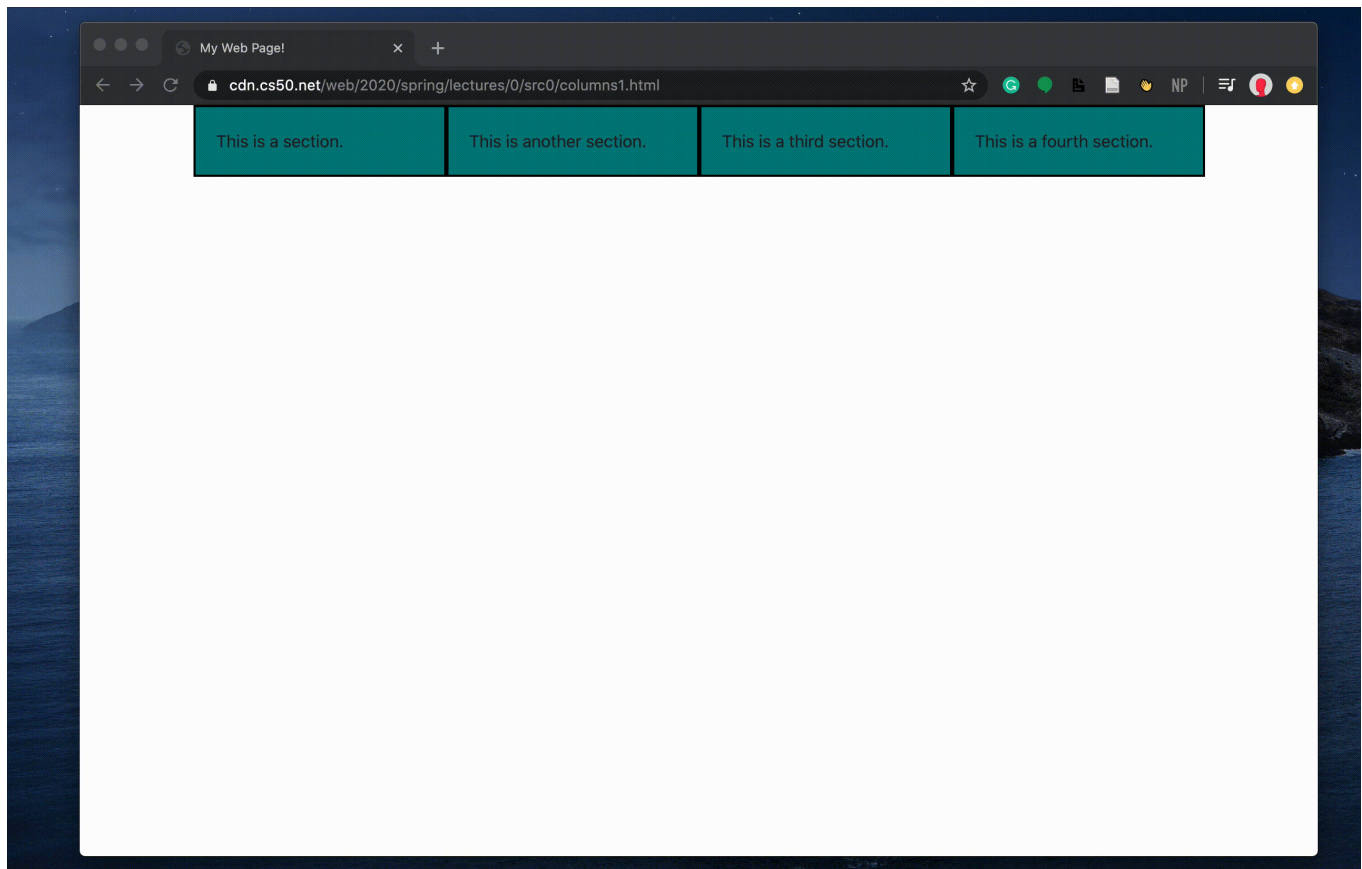 My Web Page!
cdn.cs50.net/web/2020/spring/lectures/0/src0/columns1.html
G
NP
This is a section.
This is another section.
This is a third section.
This is a fourth section.